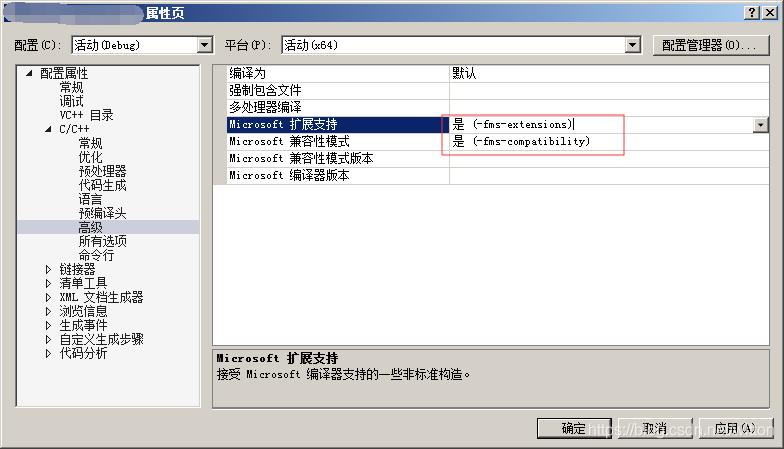 属性页
配置(C): 活动(Debug) 平台(P): 活动(x64) 配置管理器(O)...
配置属性
常规
调试
VC++ 目录
C/C++
常规
优化
预处理器
代码生成
语言
预编译头
高级
所有选项
命令行
链接器
清单工具
XML 文档生成器
浏览信息
生成事件
自定义生成步骤
代码分析
编译为 默认
强制包含文件
多处理器编译
Microsoft 扩展支持 是 (-fms-extensions)
Microsoft 兼容性模式 是 (-fms-compatibility)
Microsoft 兼容性模式版本
Microsoft 编译器版本
Microsoft 扩展支持
接受 Microsoft 编译器支持的一些非标准构造。
确定 取消 应用(A)